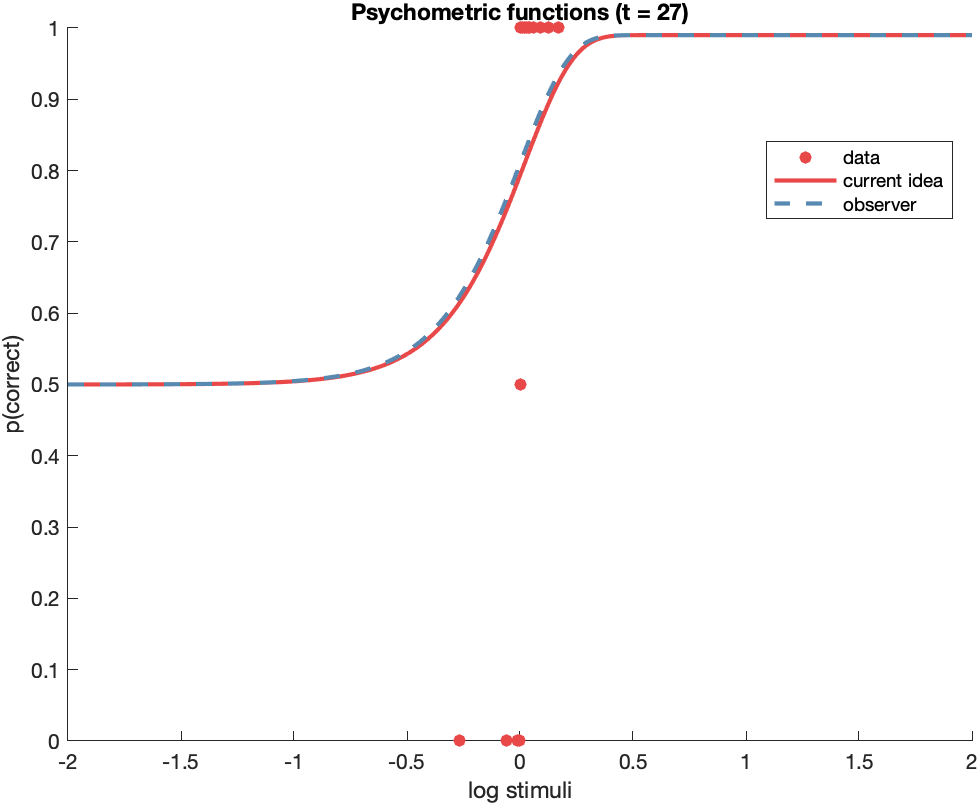 Psychometric functions (t = 27)
1
0.9
0.8
0.7
0.6
0.5
0.4
0.3
0.2
0.1
0
p(correct)
data
current idea
observer
-2 -1.5 -1 -0.5 0 0.5 1 1.5 2
log stimuli